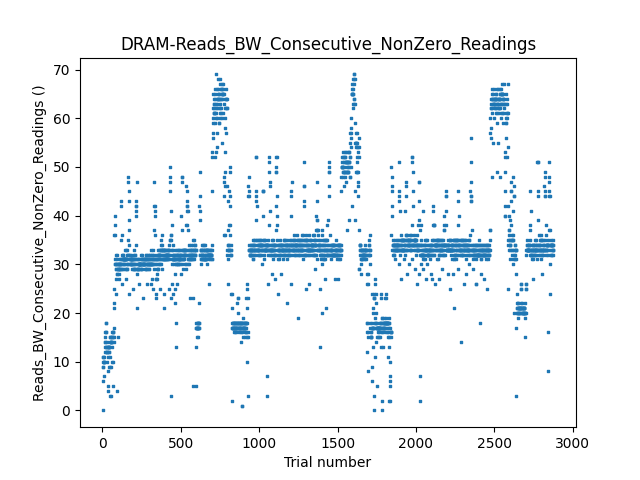 DRAM-Reads_BW_Consecutive_NonZero_Readings
Reads_BW_Consecutive_NonZero_Readings ()
70
60
50
40
30
20
10
0
0 500 1000 1500 2000 2500 3000
Trial number